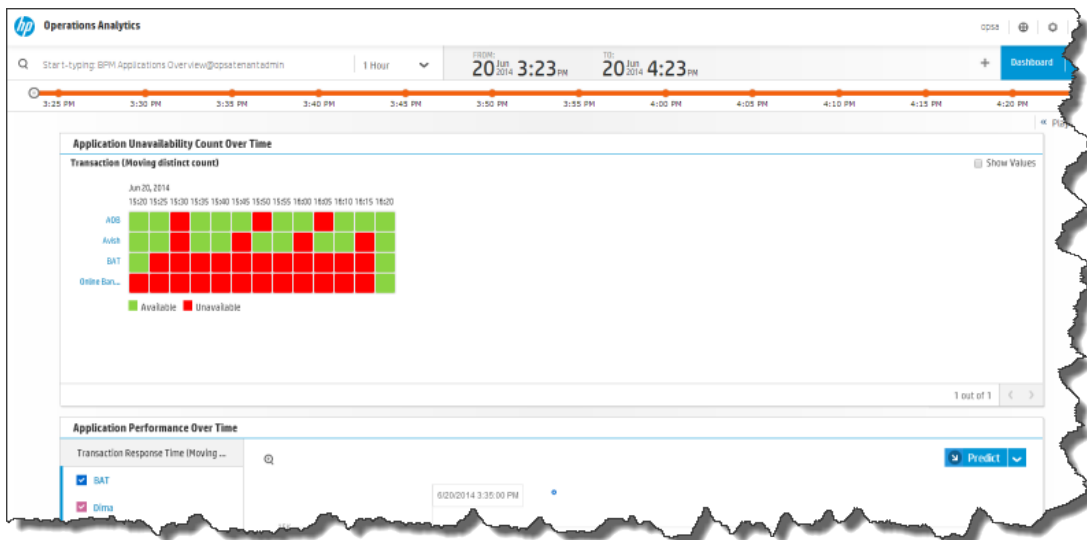 hp Operations Analytics
opsa
Start-typing: BPM Applications Overview@opsatenantadmin
1 Hour
FROM:
20 Jun 2014 3:23 PM
TO:
20 Jun 2014 4:23 PM
+ Dashboard
3:25 PM 3:30 PM 3:35 PM 3:40 PM 3:45 PM 3:50 PM 3:55 PM 4:00 PM 4:05 PM 4:10 PM 4:15 PM 4:20 PM
Application Unavailability Count Over Time
Transaction (Moving distinct count)
Show Values
Jun 20, 2014
15:20 15:25 15:30 15:35 15:40 15:45 15:50 15:55 16:00 16:05 16:10 16:15 16:20
AOB
Avish
BAT
Online Ban...
Available Unavailable
1 out of 1
Application Performance Over Time
Transaction Response Time (Moving ...
Predict
BAT
6/20/2014 3:35:00 PM
Dima